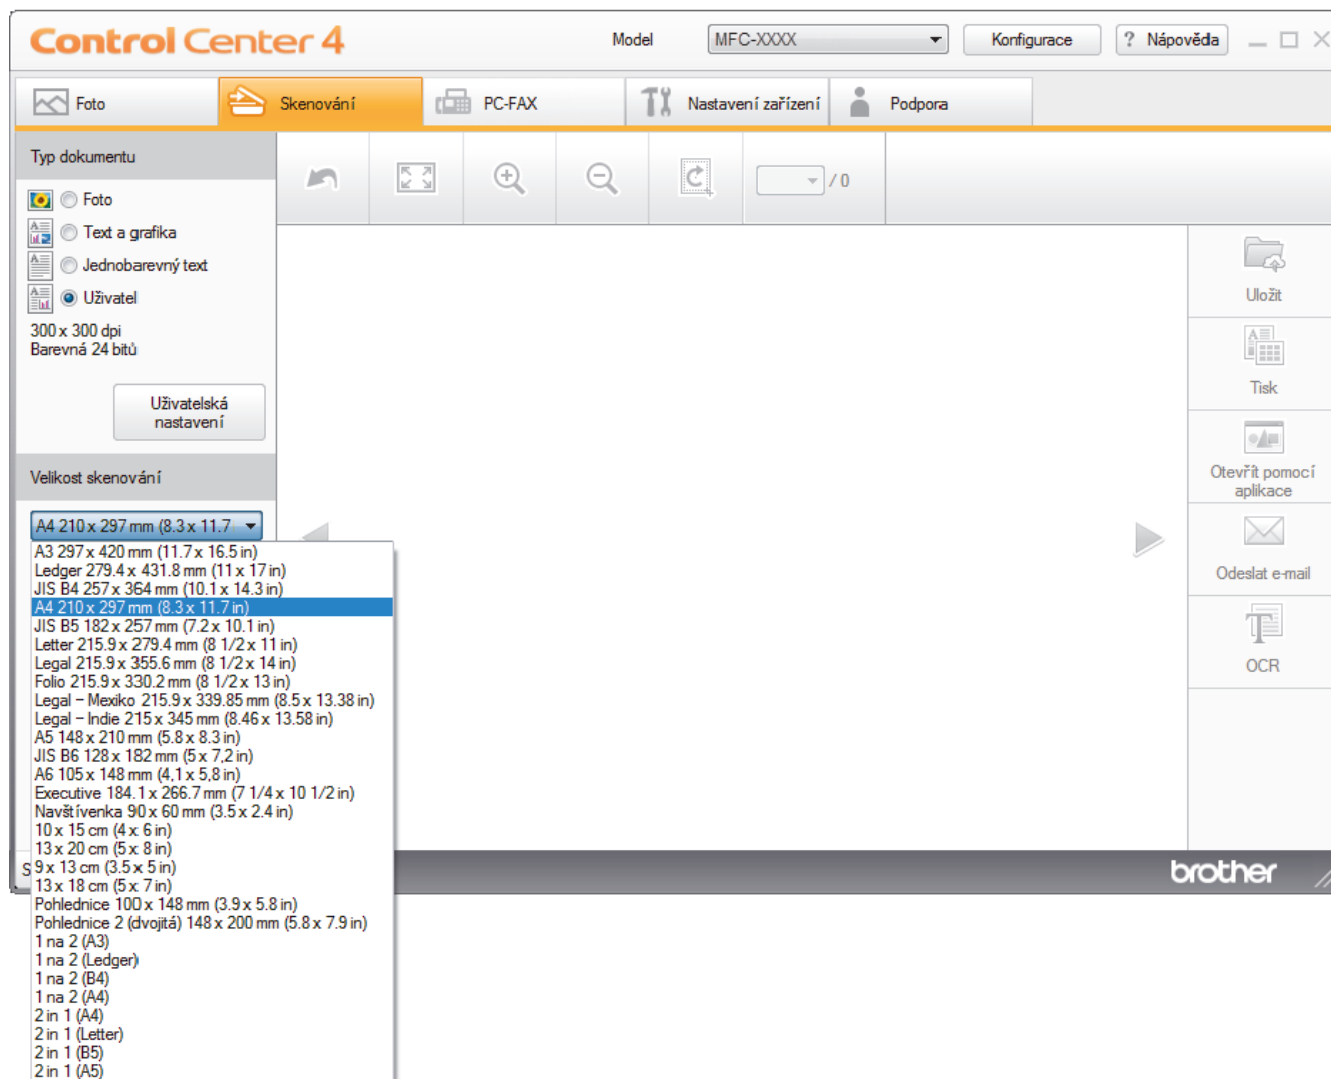 Control Center 4
Model
MFC-XXXX
Konfigurace
? Nápověda
Foto
Skenování
PC-FAX
Nastavení zařízení
Podpora
Typ dokumentu
Foto
Text a grafika
Jednobarevný text
Uživatel
300 x 300 dpi
Barevná 24 bitů
Uživatelská
nastavení
Velikost skenování
A4 210 x 297 mm (8.3 x 11.7
A3 297 x 420 mm (11.7 x 16.5 in)
Ledger 279.4 x 431.8 mm (11 x 17 in)
JIS B4 257 x 364 mm (10.1 x 14.3 in)
A4 210 x 297 mm (8.3 x 11.7 in)
JIS B5 182 x 257 mm (7.2 x 10.1 in)
Letter 215.9 x 279.4 mm (8 1/2 x 11 in)
Legal 215.9 x 355.6 mm (8 1/2 x 14 in)
Folio 215.9 x 330.2 mm (8 1/2 x 13 in)
Legal – Mexiko 215.9 x 339.85 mm (8.5 x 13.38 in)
Legal – Indie 215 x 345 mm (8.46 x 13.58 in)
A5 148 x 210 mm (5.8 x 8.3 in)
JIS B6 128 x 182 mm (5 x 7,2 in)
A6 105 x 148 mm (4,1 x 5,8 in)
Executive 184.1 x 266.7 mm (7 1/4 x 10 1/2 in)
Navštívenka 90 x 60 mm (3.5 x 2.4 in)
10 x 15 cm (4 x 6 in)
13 x 20 cm (5 x 8 in)
S
9 x 13 cm (3.5 x 5 in)
13 x 18 cm (5 x 7 in)
Pohlednice 100 x 148 mm (3.9 x 5.8 in)
Pohlednice 2 (dvojitá) 148 x 200 mm (5.8 x 7.9 in)
1 na 2 (A3)
1 na 2 (Ledger)
1 na 2 (B4)
1 na 2 (A4)
2 in 1 (A4)
2 in 1 (Letter)
2 in 1 (B5)
2 in 1 (A5)
/ 0
Uložit
Tisk
Otevřít pomocí
aplikace
Odeslat e-mail
OCR
brother